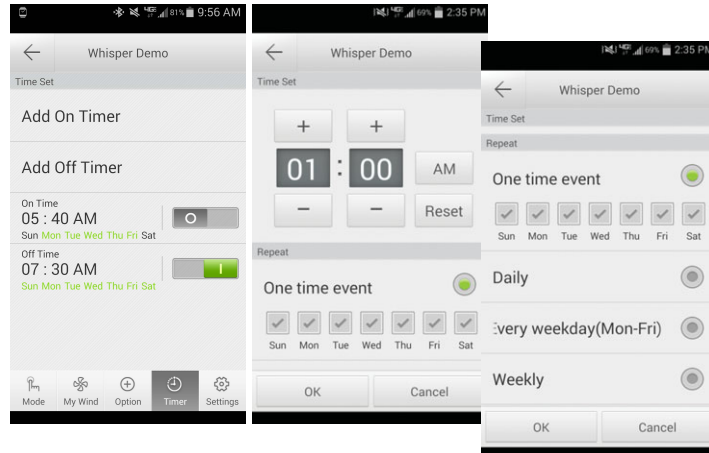 81% 9:56 AM
Whisper Demo
Time Set
Add On Timer
Add Off Timer
On Time
05 : 40 AM
Sun Mon Tue Wed Thu Fri Sat
Off Time
07 : 30 AM
Sun Mon Tue Wed Thu Fri Sat
Mode My Wind Option Timer Settings
69% 2:35 PM
Whisper Demo
Time Set
+ +
01 : 00 AM
− − Reset
Repeat
One time event
Sun Mon Tue Wed Thu Fri Sat
OK Cancel
69% 2:35 PM
Whisper Demo
Time Set
Repeat
One time event
Sun Mon Tue Wed Thu Fri Sat
Daily
Every weekday(Mon-Fri)
Weekly
OK Cancel